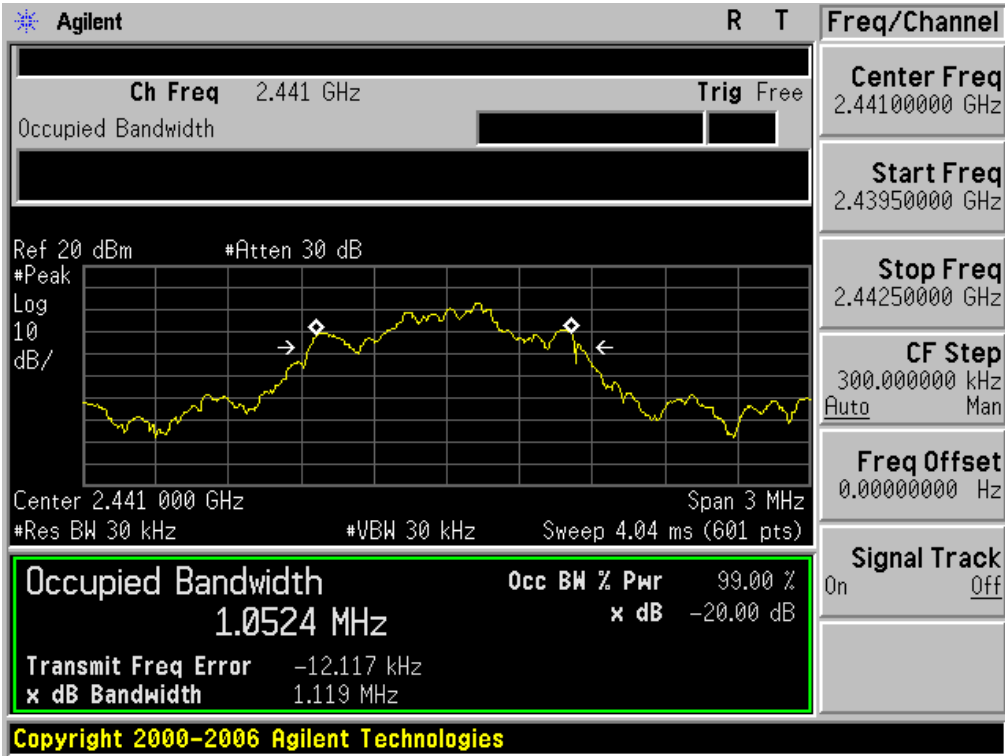 Agilent R T Freq/Channel
Ch Freq 2.441 GHz Trig Free
Occupied Bandwidth
Center Freq
2.44100000 GHz
Start Freq
2.43950000 GHz
Stop Freq
2.44250000 GHz
CF Step
300.000000 kHz
Auto Man
Freq Offset
0.00000000 Hz
Signal Track
On Off
Ref 20 dBm #Atten 30 dB
#Peak
Log
10
dB/
Center 2.441 000 GHz Span 3 MHz
#Res BW 30 kHz #VBW 30 kHz Sweep 4.04 ms (601 pts)
Occupied Bandwidth Occ BW % Pwr 99.00 %
1.0524 MHz x dB -20.00 dB
Transmit Freq Error -12.117 kHz
x dB Bandwidth 1.119 MHz
Copyright 2000-2006 Agilent Technologies